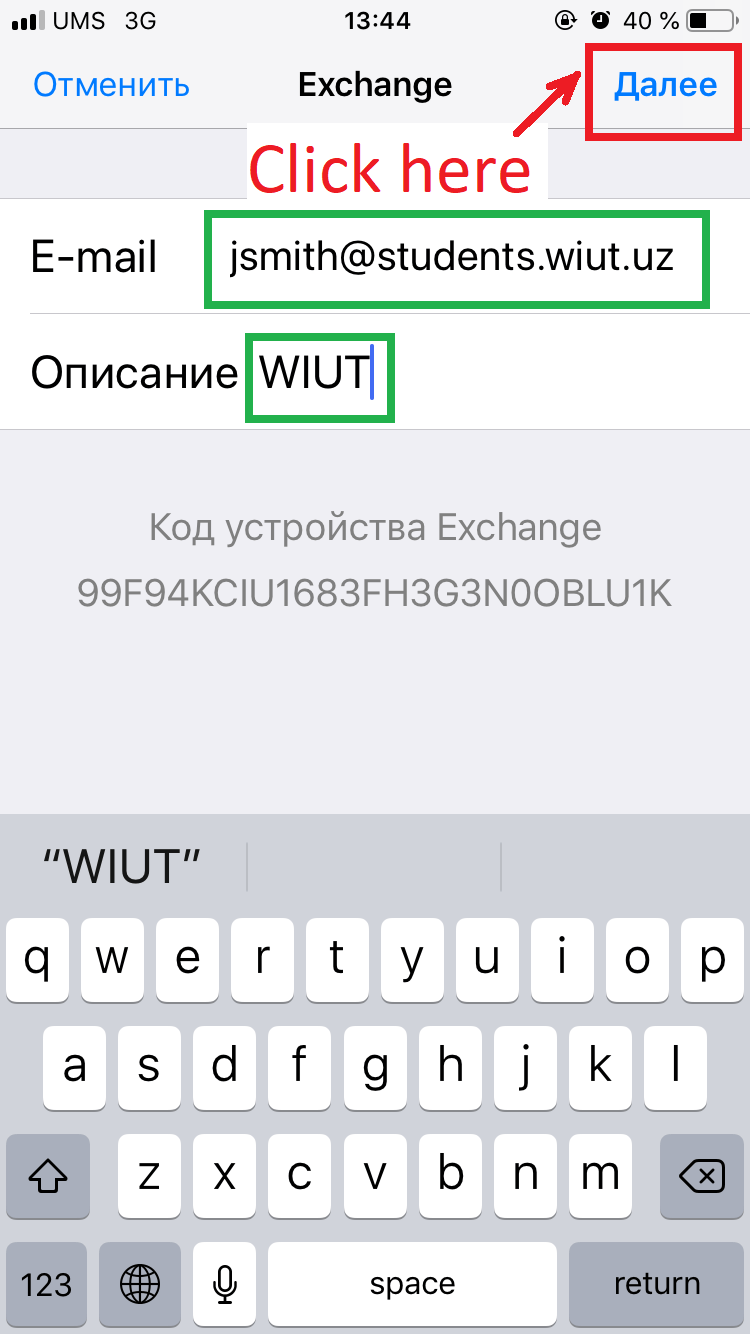 UMS 3G 13:44 40 %
Отменить Exchange Далее
Click here
E-mail jsmith@students.wiut.uz
Описание WIUT
Код устройства Exchange
99F94KCIU1683FH3G3N0OBLU1K
“WIUT”
q w e r t y u i o p
a s d f g h j k l
z x c v b n m
123 space return